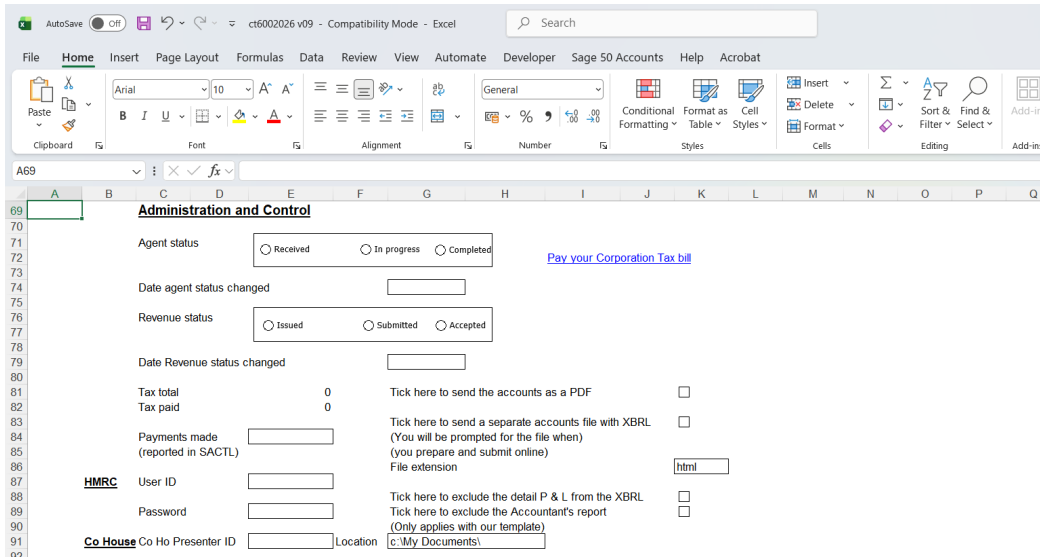 AutoSave Off ct6002026 v09 - Compatibility Mode - Excel Search
File Home Insert Page Layout Formulas Data Review View Automate Developer Sage 50 Accounts Help Acrobat
Paste
Clipboard
Arial 10 A^ A˅
B I U A
Font
ab
Alignment
General
% 9
Number
Conditional Formatting
Format as Table
Cell Styles
Styles
Insert
Delete
Format
Cells
Σ
Sort & Filter
Find & Select
Editing
Add-in
Add-ins
A69 fx
A B C D E F G H I J K L M N O P Q
69 Administration and Control
70
71 Agent status Received In progress Completed
72 Pay your Corporation Tax bill
73
74 Date agent status changed
75
76 Revenue status Issued Submitted Accepted
77
78
79 Date Revenue status changed
80
81 Tax total 0 Tick here to send the accounts as a PDF
82 Tax paid 0
83 Tick here to send a separate accounts file with XBRL
84 Payments made (You will be prompted for the file when)
85 (reported in SACTL) (you prepare and submit online)
86 File extension html
87 HMRC User ID
88 Tick here to exclude the detail P & L from the XBRL
89 Password Tick here to exclude the Accountant's report
90 (Only applies with our template)
91 Co House Co Ho Presenter ID Location c:\My Documents\
92